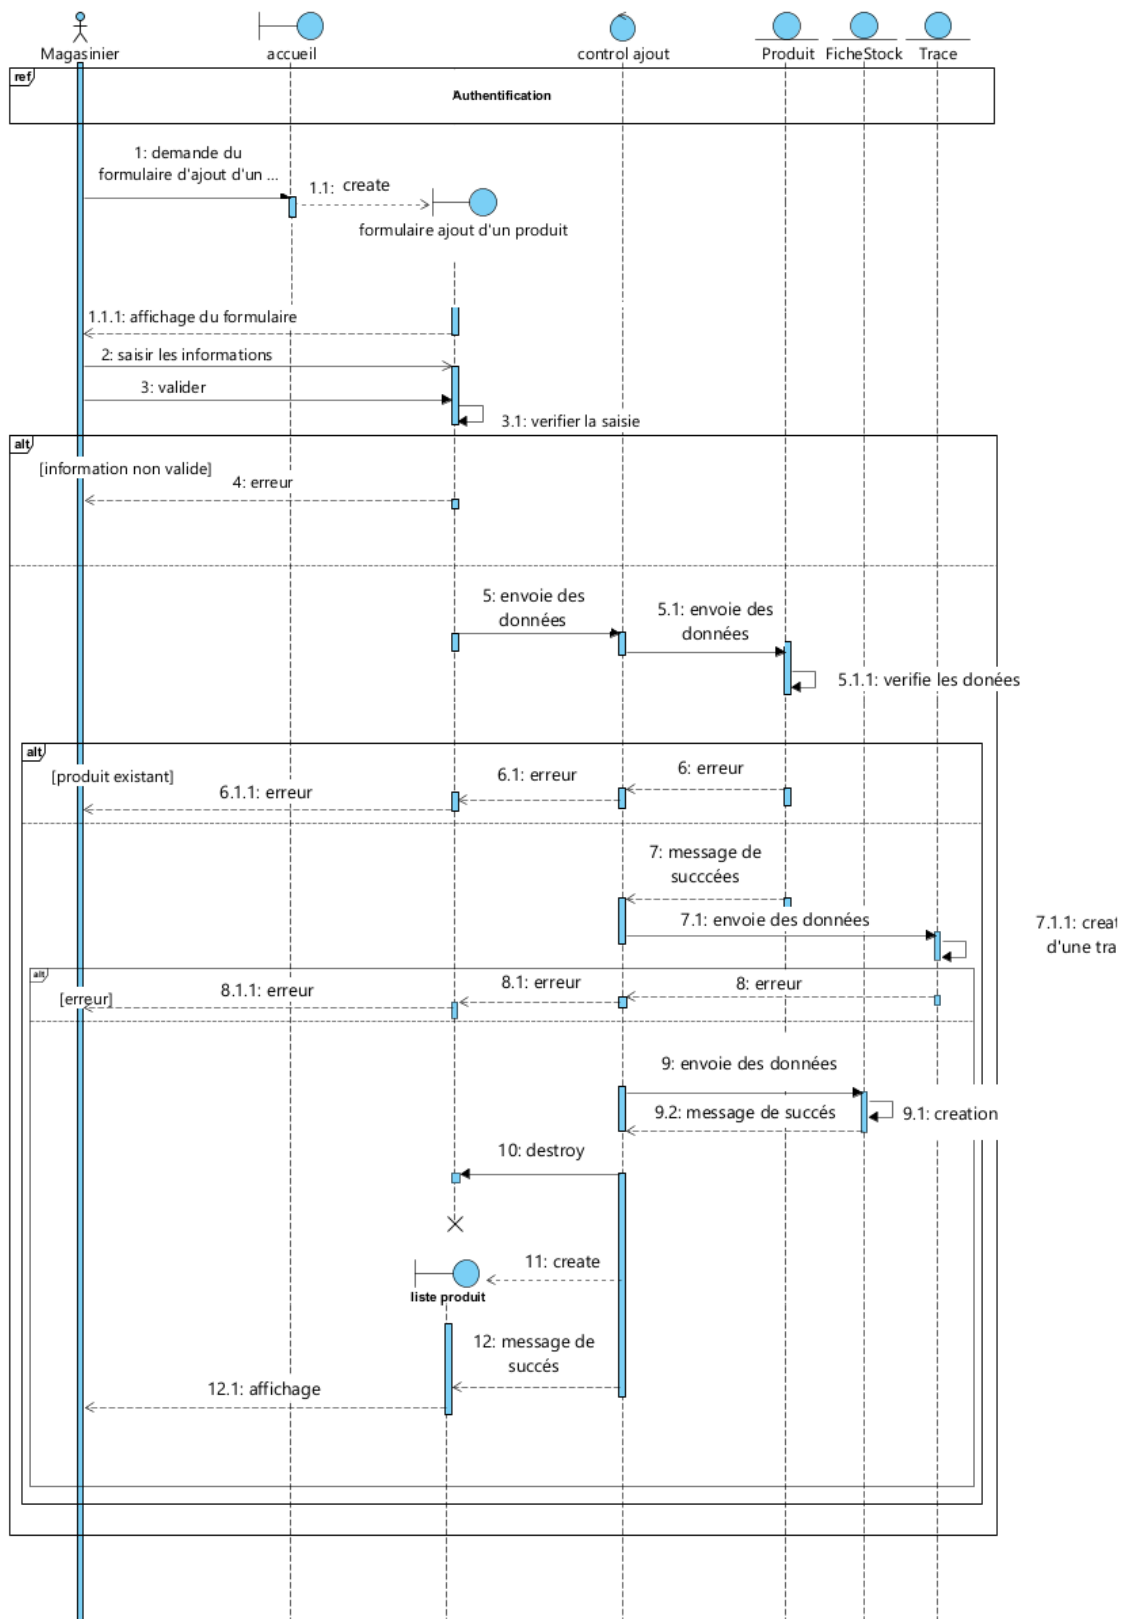 Magasinier
accueil
control ajout
Produit
FicheStock
Trace
ref
Authentification
1: demande du
formulaire d'ajout d'un ...
1.1: create
formulaire ajout d'un produit
1.1.1: affichage du formulaire
2: saisir les informations
3: valider
3.1: verifier la saisie
alt
[information non valide]
4: erreur
5: envoie des
données
5.1: envoie des
données
5.1.1: verifie les donées
alt
[produit existant]
6: erreur
6.1: erreur
6.1.1: erreur
7: message de
succcées
7.1: envoie des données
7.1.1: creat
d'une tra
alt
[erreur]
8: erreur
8.1: erreur
8.1.1: erreur
9: envoie des données
9.1: creation
9.2: message de succés
10: destroy
11: create
liste produit
12: message de
succés
12.1: affichage